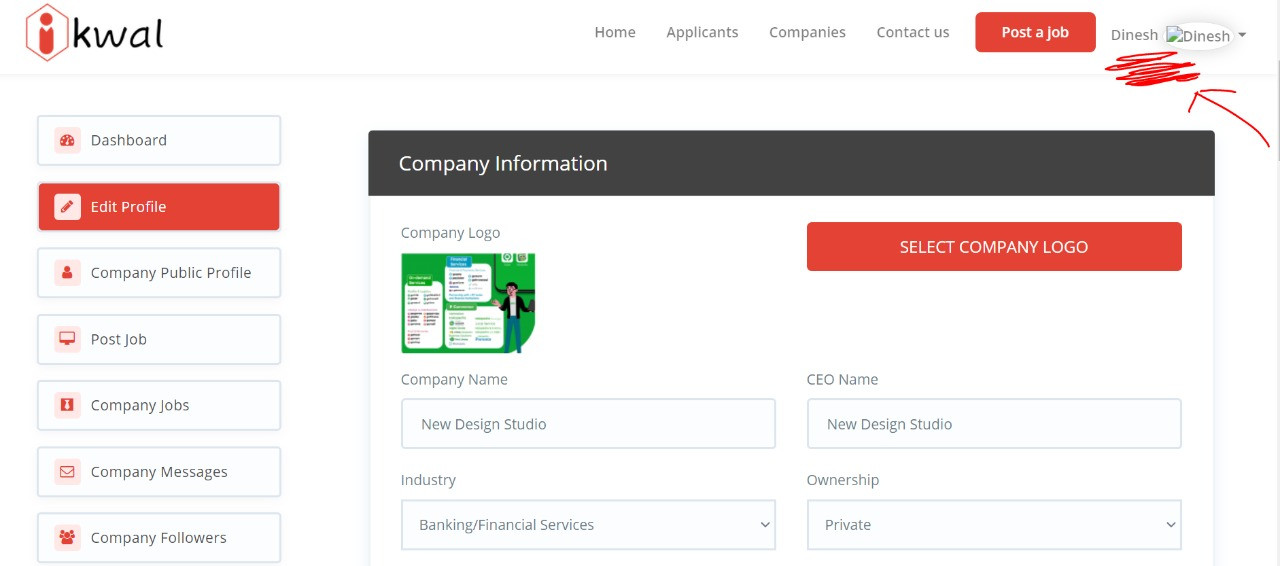 ikwal
Home Applicants Companies Contact us Post a job Dinesh Dinesh
Dashboard
Edit Profile
Company Public Profile
Post Job
Company Jobs
Company Messages
Company Followers
Company Information
Company Logo
SELECT COMPANY LOGO
Company Name CEO Name
New Design Studio New Design Studio
Industry Ownership
Banking/Financial Services Private